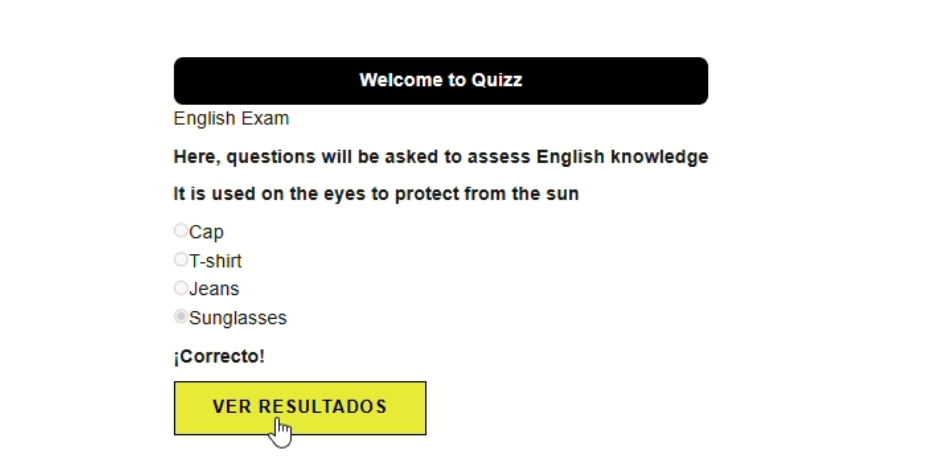 Welcome to Quizz
English Exam
Here, questions will be asked to assess English knowledge
It is used on the eyes to protect from the sun
Cap
T-shirt
Jeans
Sunglasses
¡Correcto!
VER RESULTADOS